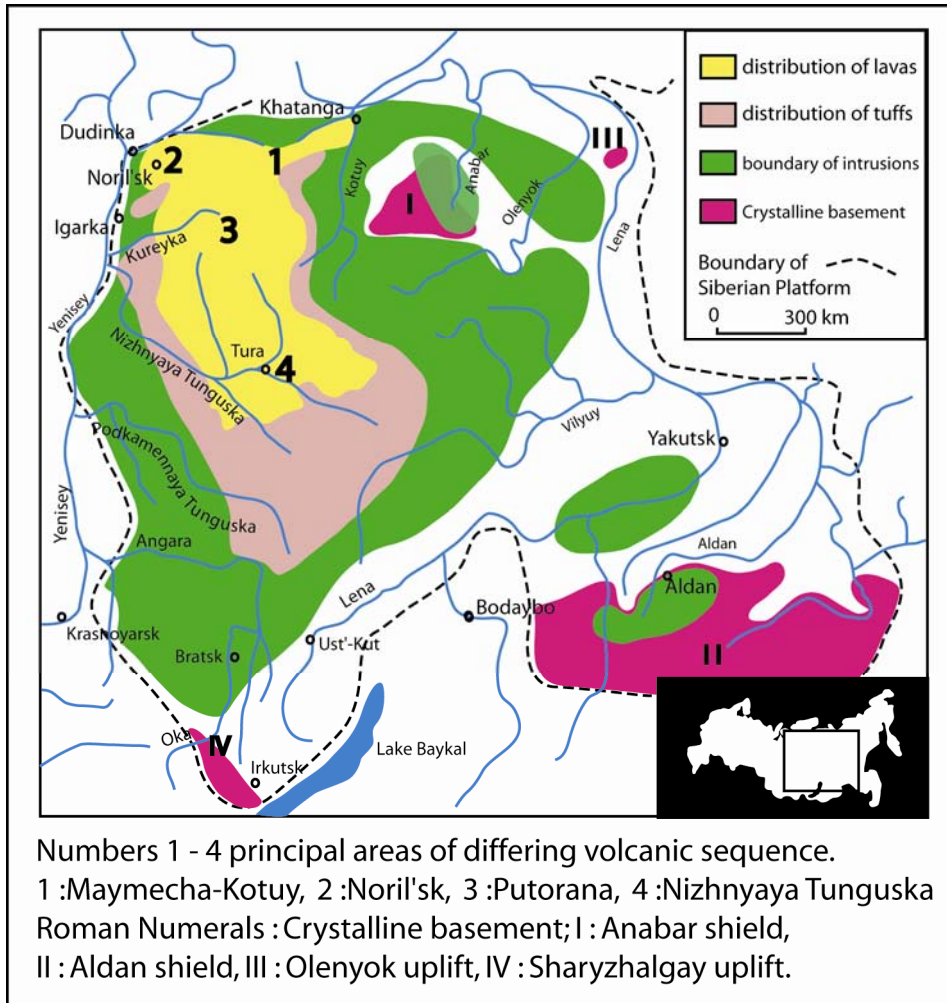 distribution of lavas
distribution of tuffs
boundary of intrusions
Crystalline basement
Boundary of
Siberian Platform
0 300 km
Khatanga
Dudinka
2
1
III
Noril'sk
Kotuy
Anabar
I
Olenyok
Igarka
3
Kureyka
Lena
Yenisey
Nizhnyaya Tunguska
Tura
4
Vilyuy
Yakutsk
Podkamennaya Tunguska
Yenisey
Angara
Aldan
Lena
Aldan
Bodaybo
Krasnoyarsk
Ust'-Kut
Bratsk
II
Oka
IV
Lake Baykal
Irkutsk
Numbers 1 - 4 principal areas of differing volcanic sequence.
1 :Maymecha-Kotuy, 2 :Noril'sk, 3 :Putorana, 4 :Nizhnyaya Tunguska
Roman Numerals : Crystalline basement; I : Anabar shield,
II : Aldan shield, III : Olenyok uplift, IV : Sharyzhalgay uplift.